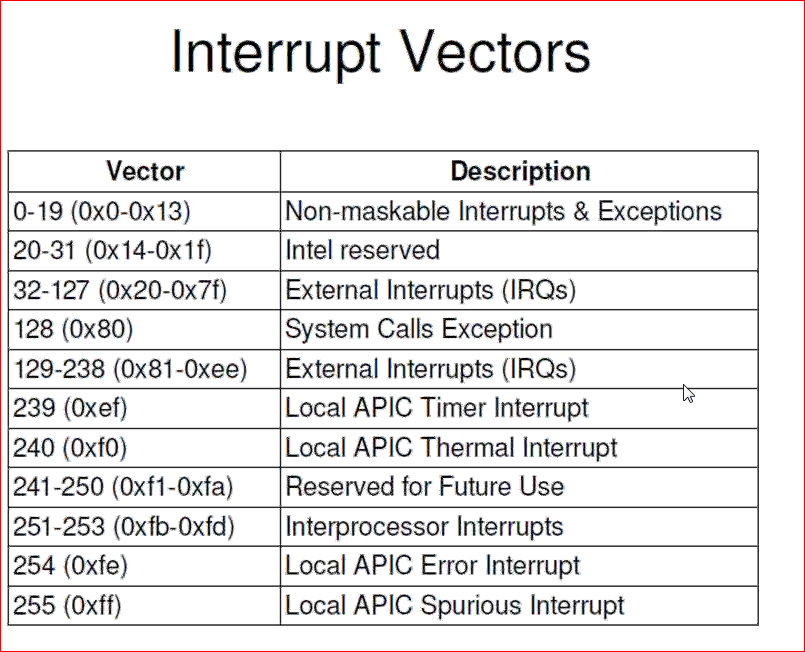 Interrupt Vectors
Vector Description
0-19 (0x0-0x13) Non-maskable Interrupts & Exceptions
20-31 (0x14-0x1f) Intel reserved
32-127 (0x20-0x7f) External Interrupts (IRQs)
128 (0x80) System Calls Exception
129-238 (0x81-0xee) External Interrupts (IRQs)
239 (0xef) Local APIC Timer Interrupt
240 (0xf0) Local APIC Thermal Interrupt
241-250 (0xf1-0xfa) Reserved for Future Use
251-253 (0xfb-0xfd) Interprocessor Interrupts
254 (0xfe) Local APIC Error Interrupt
255 (0xff) Local APIC Spurious Interrupt